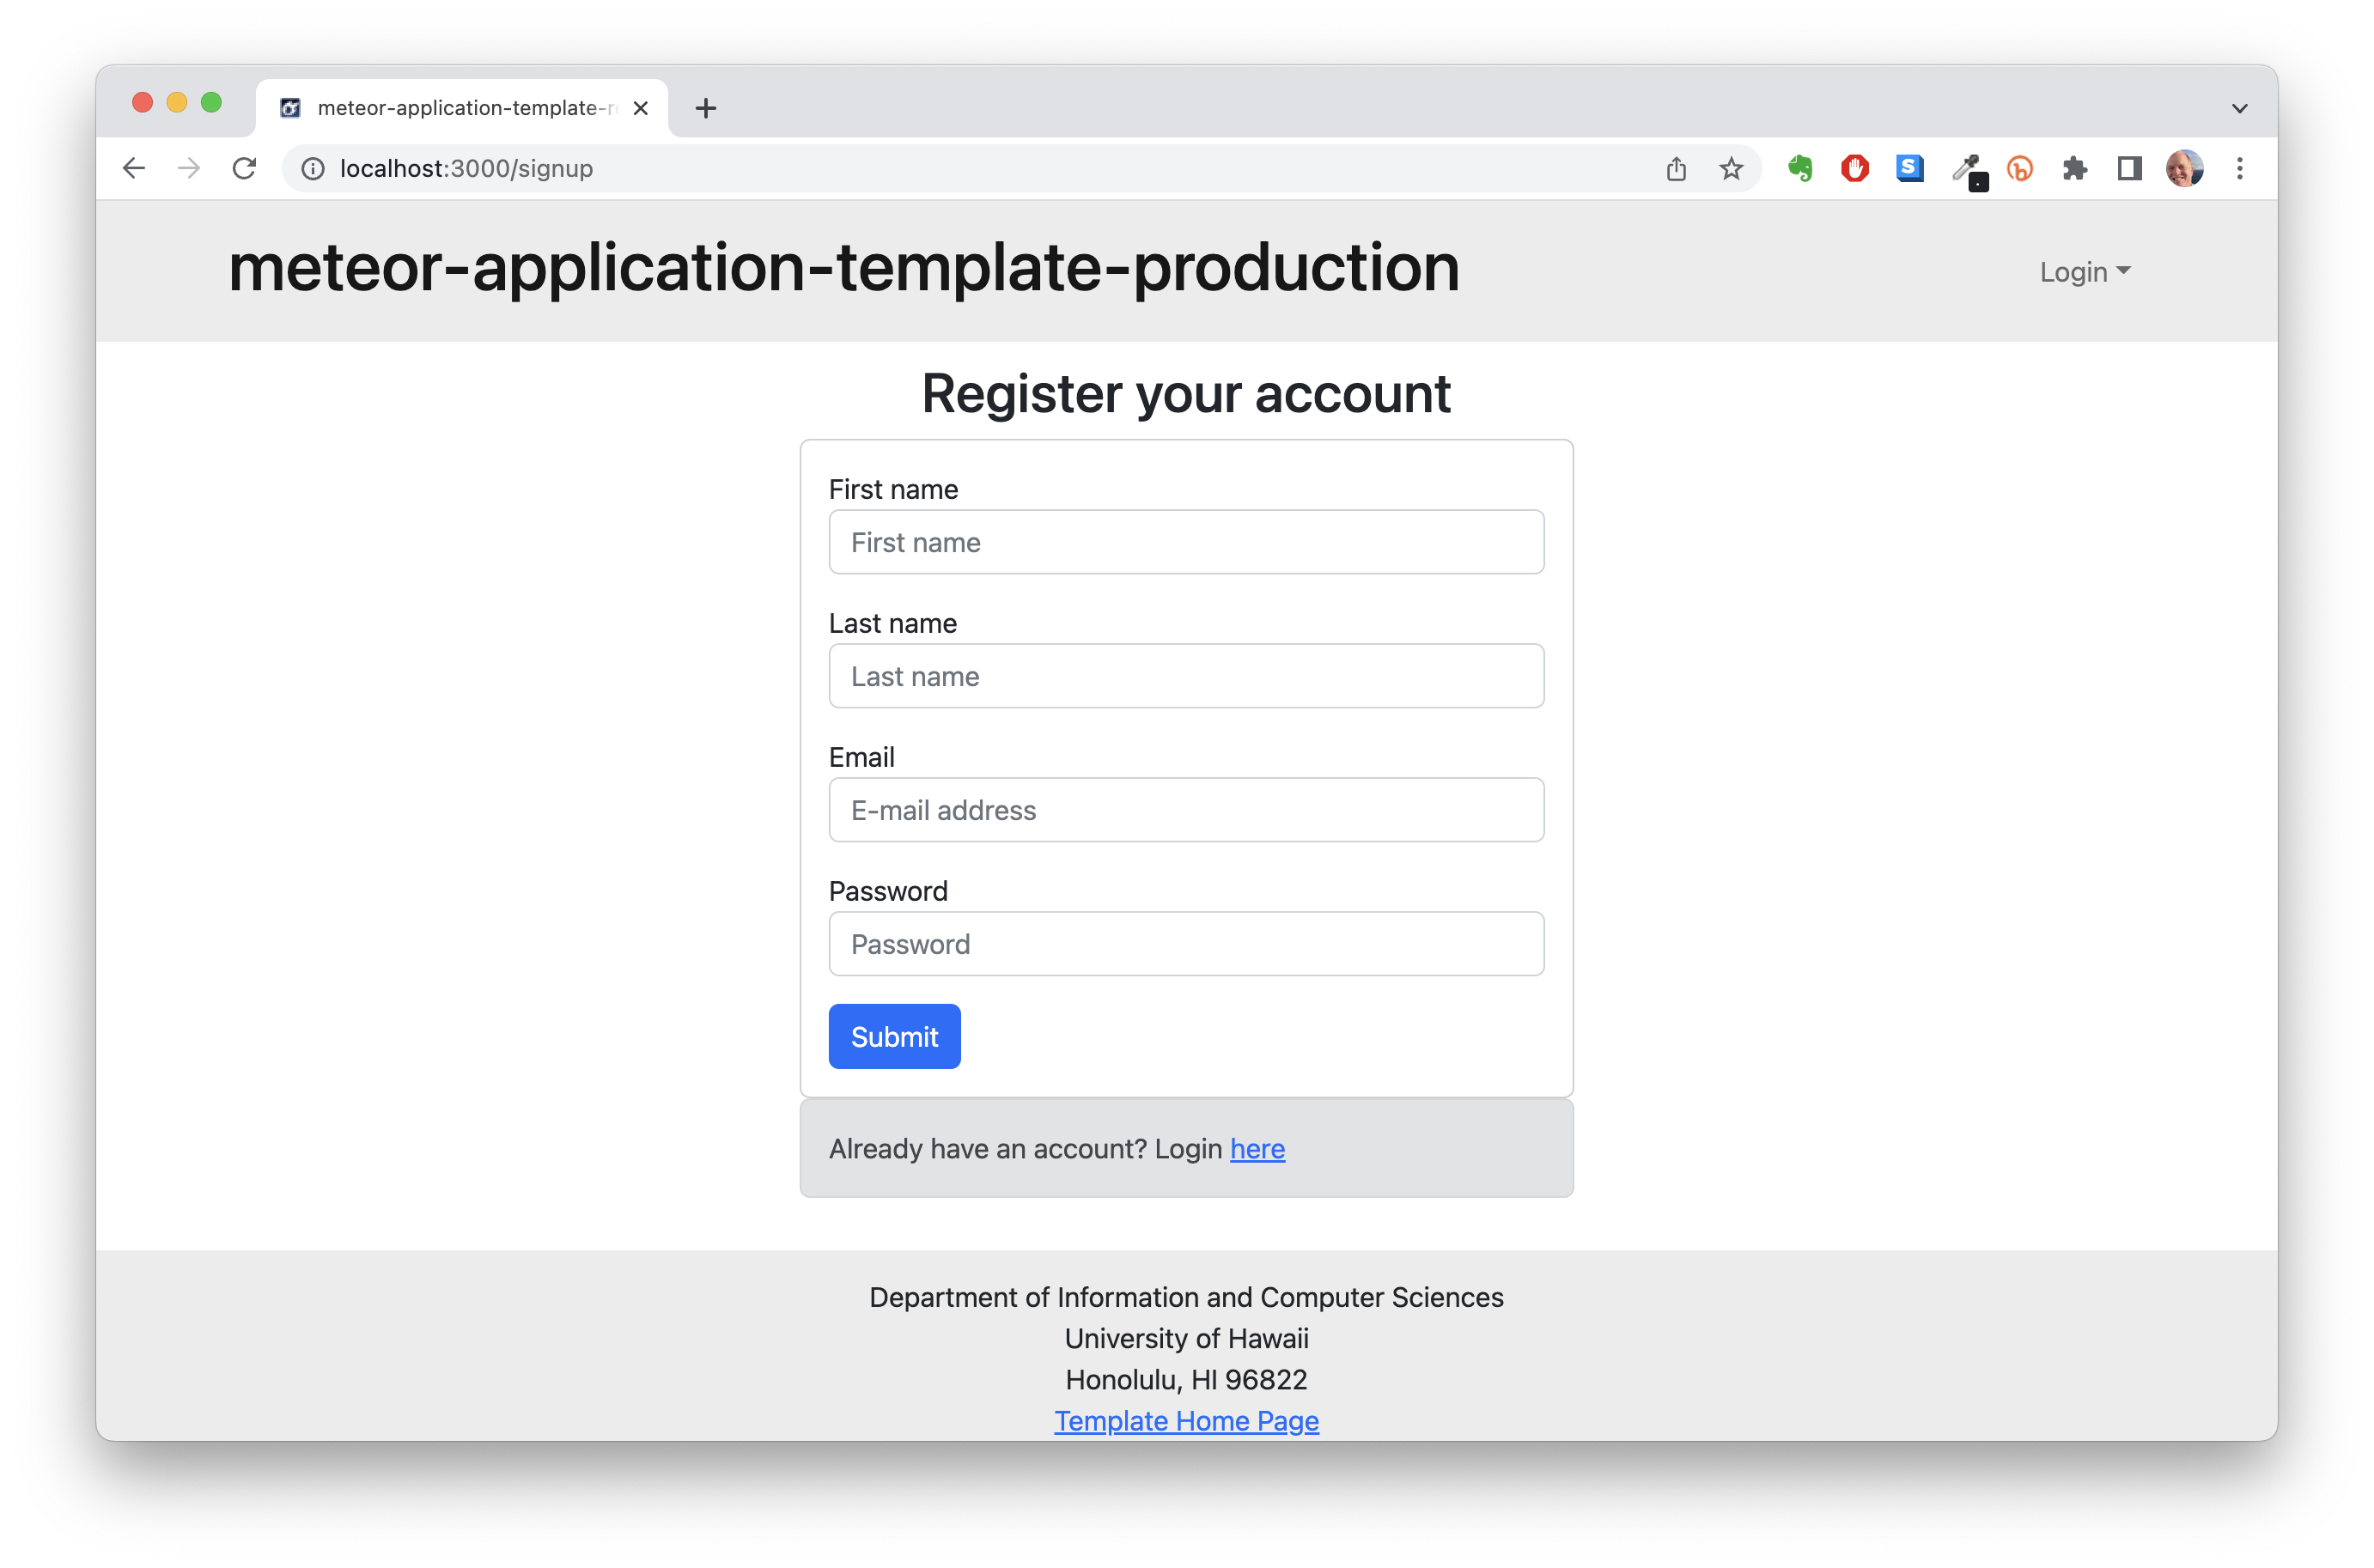 meteor-application-template-r
localhost:3000/signup
meteor-application-template-production
Login
Register your account
First name
First name
Last name
Last name
Email
E-mail address
Password
Password
Submit
Already have an account? Login here
Department of Information and Computer Sciences
University of Hawaii
Honolulu, HI 96822
Template Home Page